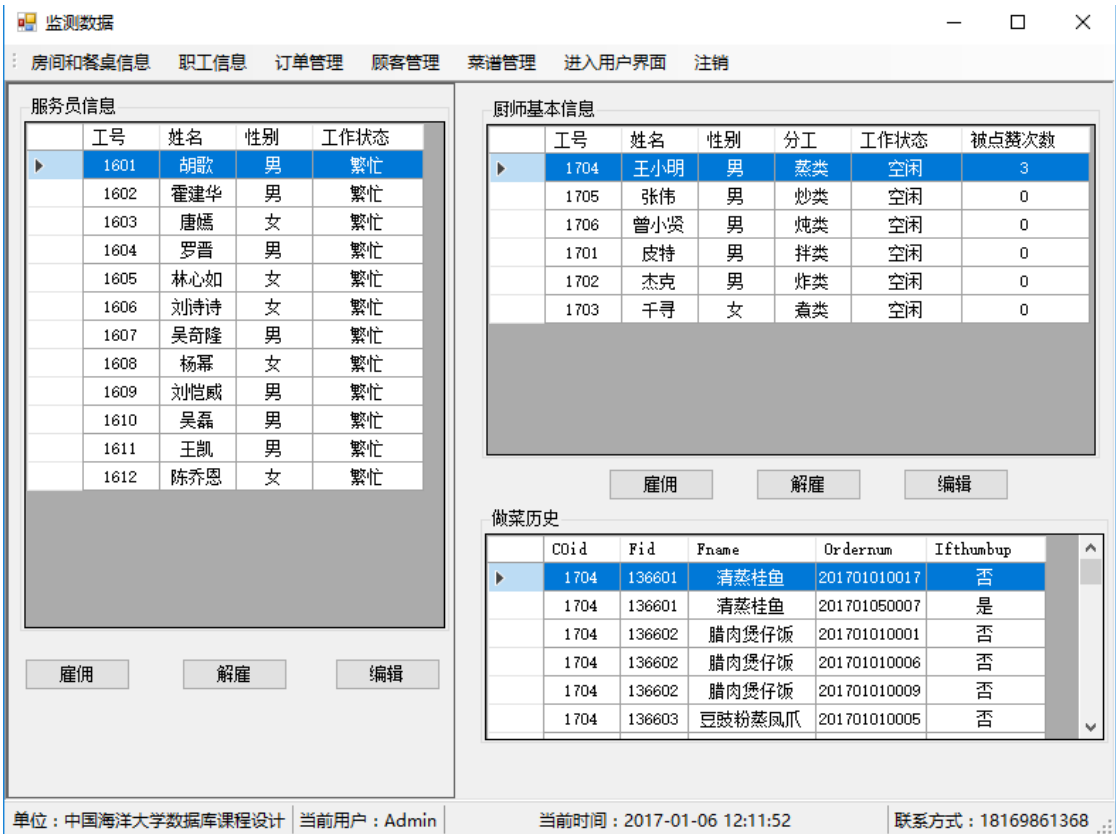 监测数据
房间和餐桌信息 职工信息 订单管理 顾客管理 菜谱管理 进入用户界面 注销
服务员信息
工号 姓名 性别 工作状态
1601 胡歌 男 繁忙
1602 霍建华 男 繁忙
1603 唐嫣 女 繁忙
1604 罗晋 男 繁忙
1605 林心如 女 繁忙
1606 刘诗诗 女 繁忙
1607 吴奇隆 男 繁忙
1608 杨幂 女 繁忙
1609 刘恺威 男 繁忙
1610 吴磊 男 繁忙
1611 王凯 男 繁忙
1612 陈乔恩 女 繁忙
雇佣 解雇 编辑
厨师基本信息
工号 姓名 性别 分工 工作状态 被点赞次数
1704 王小明 男 蒸类 空闲 3
1705 张伟 男 炒类 空闲 0
1706 曾小贤 男 炖类 空闲 0
1701 皮特 男 拌类 空闲 0
1702 杰克 男 炸类 空闲 0
1703 千寻 女 煮类 空闲 0
雇佣 解雇 编辑
做菜历史
COid Fid Fname Ordernum Ifthumbup
1704 136601 清蒸桂鱼 201701010017 否
1704 136601 清蒸桂鱼 201701050007 是
1704 136602 腊肉煲仔饭 201701010001 否
1704 136602 腊肉煲仔饭 201701010006 否
1704 136602 腊肉煲仔饭 201701010009 否
1704 136603 豆豉粉蒸凤爪 201701010005 否
单位：中国海洋大学数据库课程设计 当前用户：Admin 当前时间：2017-01-06 12:11:52 联系方式：18169861368